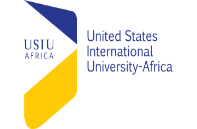 USIU
AFRICA
United States
International
University-Africa